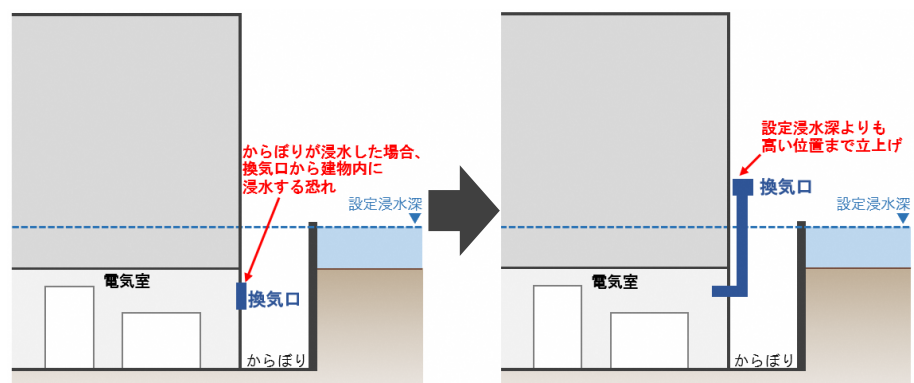 からぼりが浸水した場合、
換気口から建物内に
浸水する恐れ
設定浸水深
電気室
換気口
からぼり
設定浸水深よりも
高い位置まで立上げ
換気口
設定浸水深
電気室
からぼり